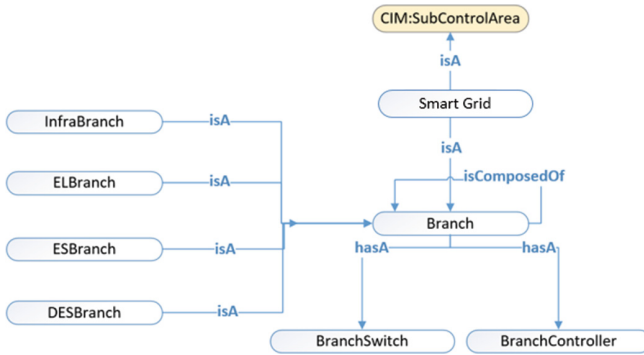 CIM:SubControlArea
isA
Smart Grid
InfraBranch
isA
isA
isComposedOf
ELBranch
isA
Branch
ESBranch
isA
hasA
hasA
DESBranch
isA
BranchSwitch
BranchController